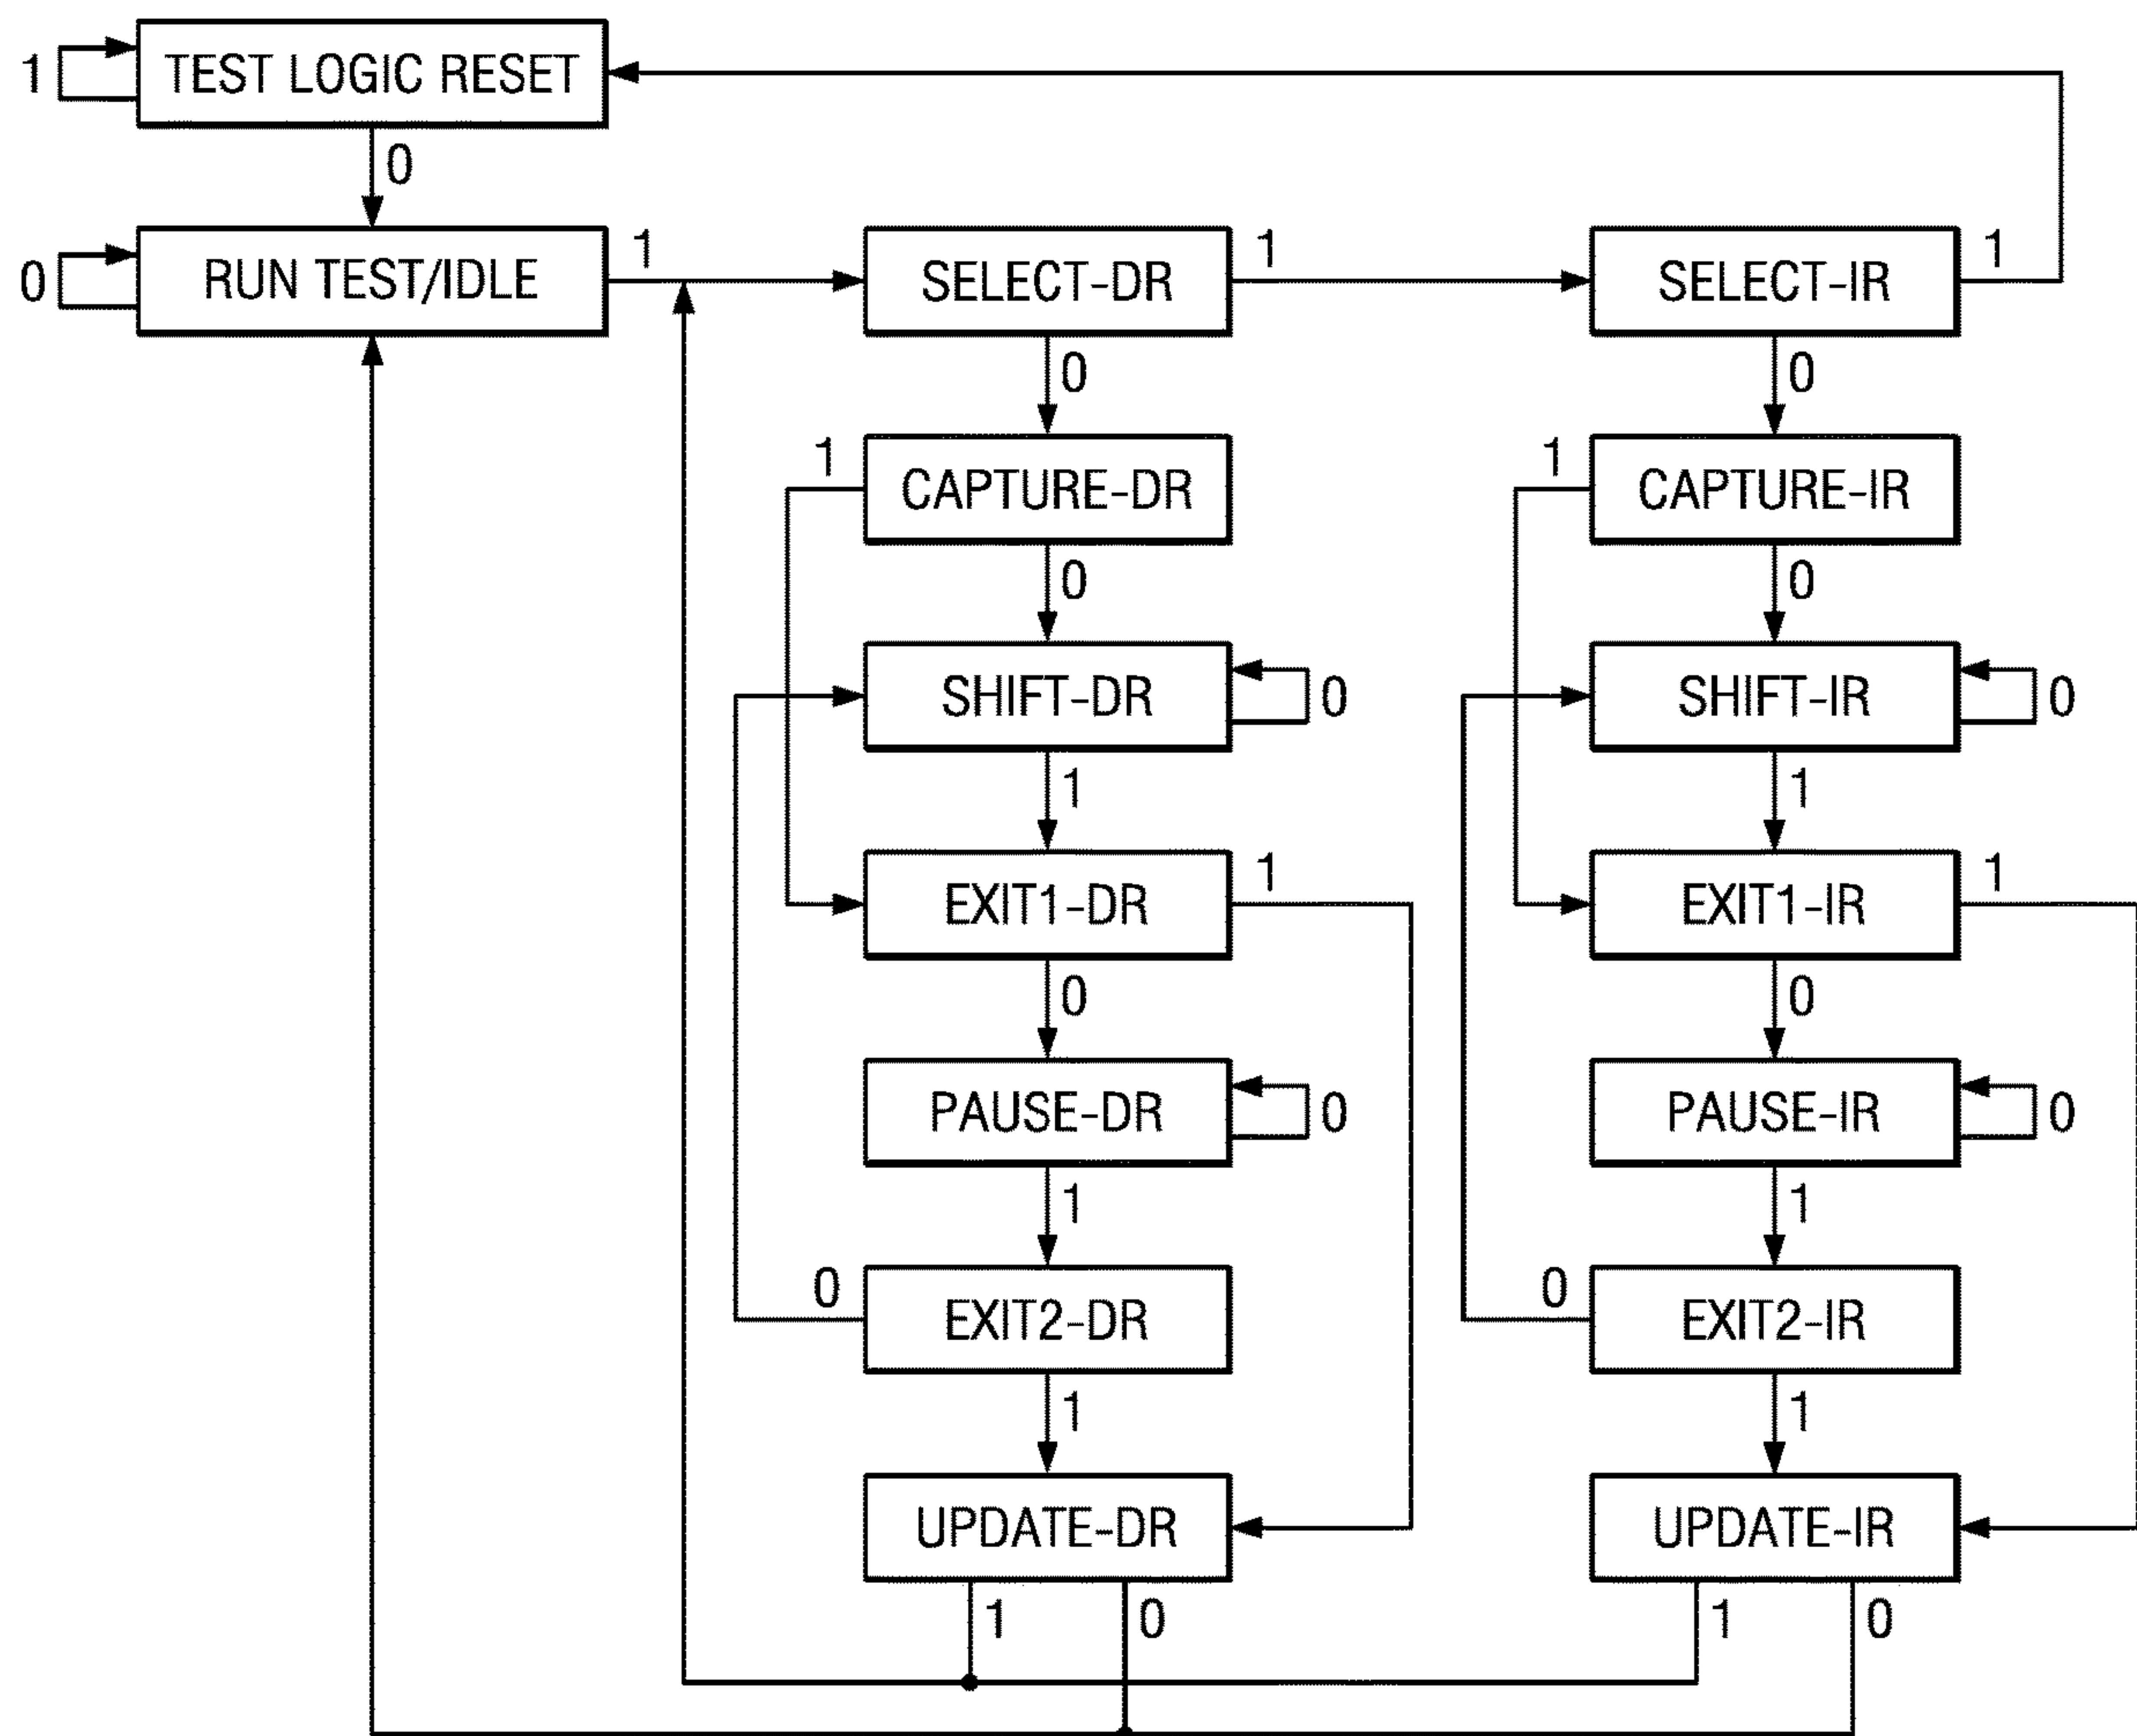 1 TEST LOGIC RESET
0
0 RUN TEST/IDLE 1 SELECT-DR 1 SELECT-IR 1
0 0
1 CAPTURE-DR 1 CAPTURE-IR
0 0
SHIFT-DR 0 SHIFT-IR 0
1 1
EXIT1-DR 1 EXIT1-IR 1
0 0
PAUSE-DR 0 PAUSE-IR 0
1 1
0 EXIT2-DR 0 EXIT2-IR
1 1
UPDATE-DR UPDATE-IR
1 0 1 0